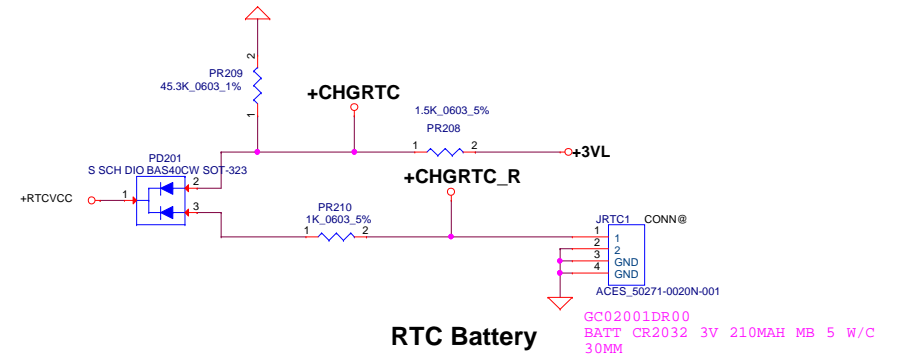 2
PR209
45.3K_0603_1%
1
+CHGRTC
1.5K_0603_5%
PR208
1
2
+3VL
PD201
S SCH DIO BAS40CW SOT-323
+RTCVCC
1
2
3
+CHGRTC_R
PR210
1K_0603_5%
1
2
JRTC1
CONN@
1
1
2
2
3
GND
4
GND
ACES_50271-0020N-001
RTC Battery
GC02001DR00
BATT CR2032 3V 210MAH MB 5 W/C
30MM